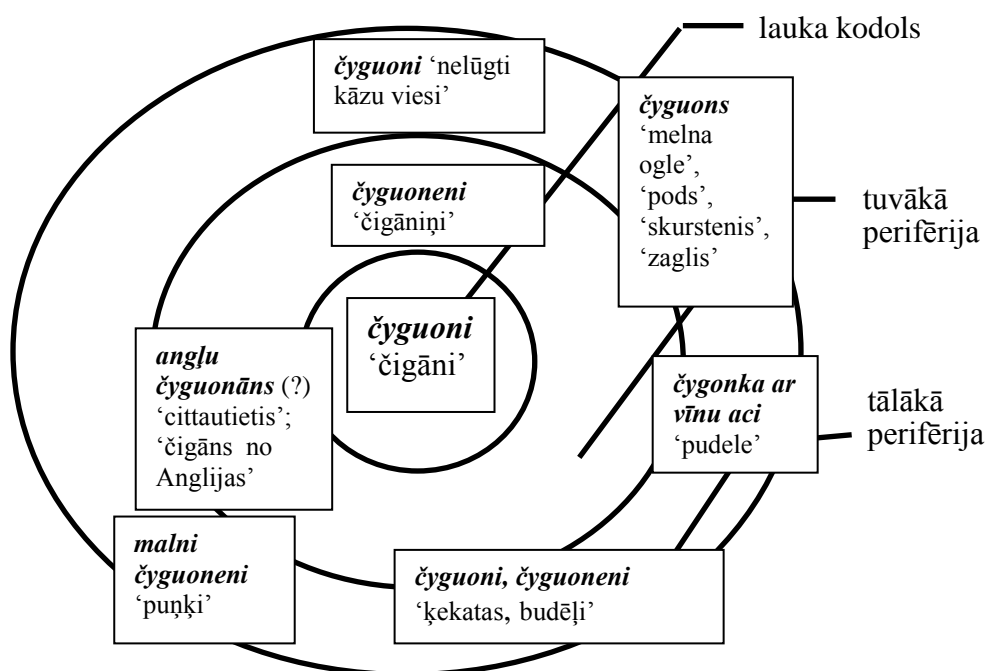 lauka kodols
čyguoni ‘nelūgti
kāzu viesi’
čyguons
‘melna
ogle’,
‘pods’,
‘skurstenis’,
‘zaglis’
tuvākā
perifērija
čyguoneni
‘čigāniņi’
čyguoni
‘čigāni’
angļu
čyguonāns (?)
‘cittautietis’;
‘čigāns no
Anglijas’
čygonka ar
vīnu aci
‘pudele’
tālākā
perifērija
malni
čyguoneni
‘puņķi’
čyguoni, čyguoneni
‘ķekatas, budēļi’